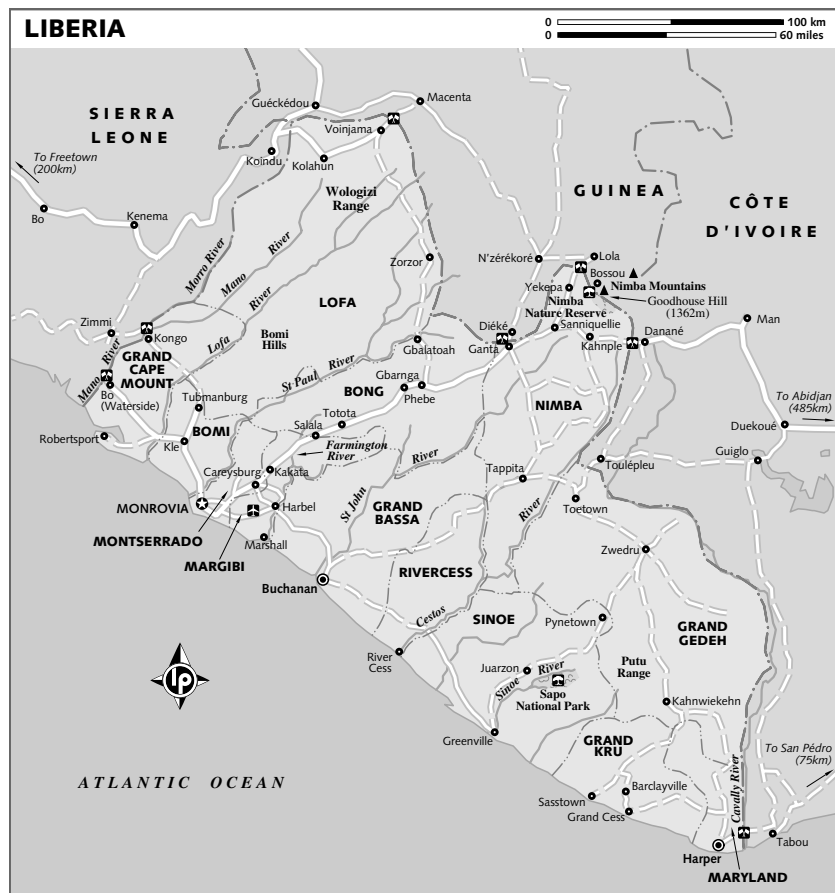 LIBERIA
0 100 km
0 60 miles
SIERRA
LEONE
Guéckédou
Macenta
Voinjama
Koindu
Kolahun
To Freetown
(200km)
Bo
Kenema
Wologizi
Range
GUINEA
CÔTE
D'IVOIRE
Morro River
Mano River
Lofa River
Zorzor
N'zérékoré
Lola
Bossou
Yekepa
Nimba Mountains
Goodhouse Hill
(1362m)
Nimba
Nature Reserve
LOFA
Zimmi
Kongo
Bomi
Hills
Diéké
Sanniquellie
Danané
Man
Ganta
Kahnple
GRAND
CAPE
MOUNT
Mano River
St Paul River
Gbalatoah
Bo
(Waterside)
Tubmanburg
BONG
Gbarnga
Phebe
NIMBA
To Abidjan
(485km)
Robertsport
BOMI
Kle
Totota
Salala
Farmington
River
Duekoué
Guiglo
Careysburg
Kakata
St John River
Tappita
Toulépleu
MONROVIA
Harbel
GRAND
BASSA
Toetown
MONTSERRADO
MARGIBI
Marshall
Zwedru
Buchanan
RIVERCESS
Cestos River
SINOE
Pynetown
GRAND
GEDEH
River
Cess
Juarzon
Sinoe River
Putu
Range
Sapo
National Park
Kahnwiekehn
lp
Greenville
GRAND
KRU
To San Pédro
(75km)
ATLANTIC OCEAN
Sasstown
Barclayville
Grand Cess
Cavally River
Harper
Tabou
MARYLAND